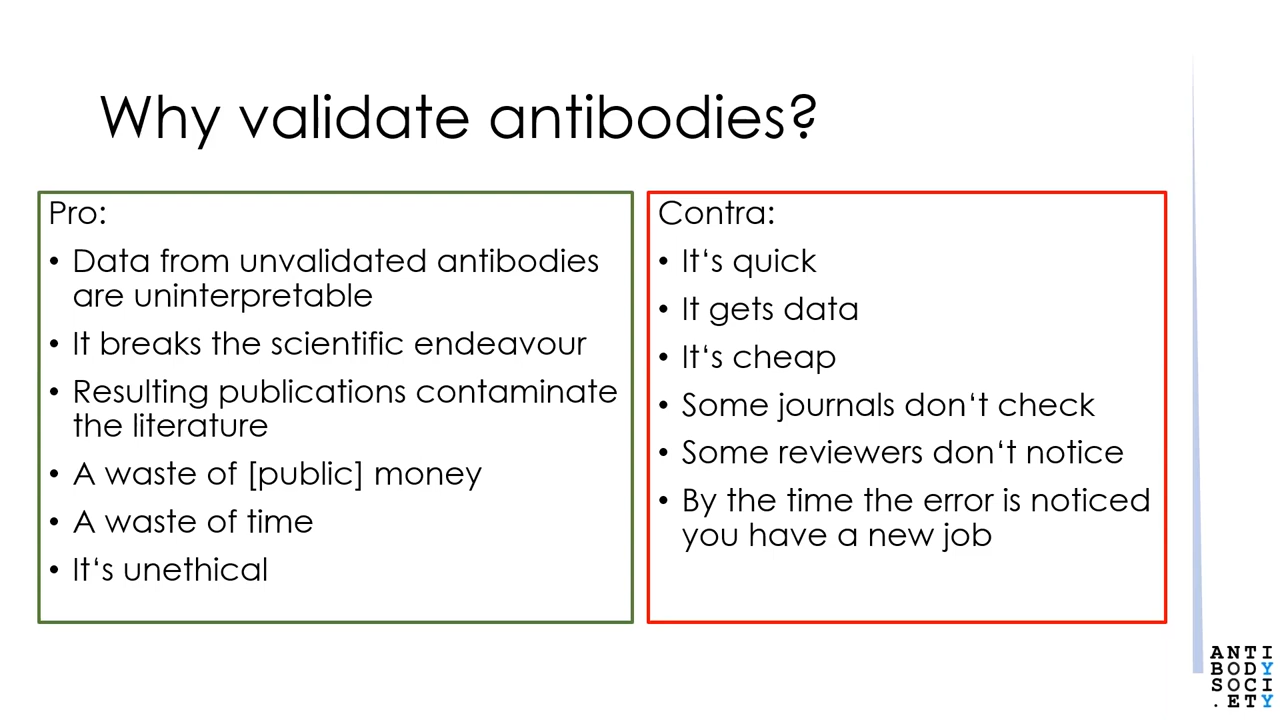 Why validate antibodies?
Pro:
• Data from unvalidated antibodies
are uninterpretable
• It breaks the scientific endeavour
• Resulting publications contaminate
the literature
• A waste of [public] money
• A waste of time
• It‘s unethical
Contra:
• It‘s quick
• It gets data
• It‘s cheap
• Some journals don‘t check
• Some reviewers don‘t notice
• By the time the error is noticed
you have a new job
ANTI
BODY
SOCI
.ETY